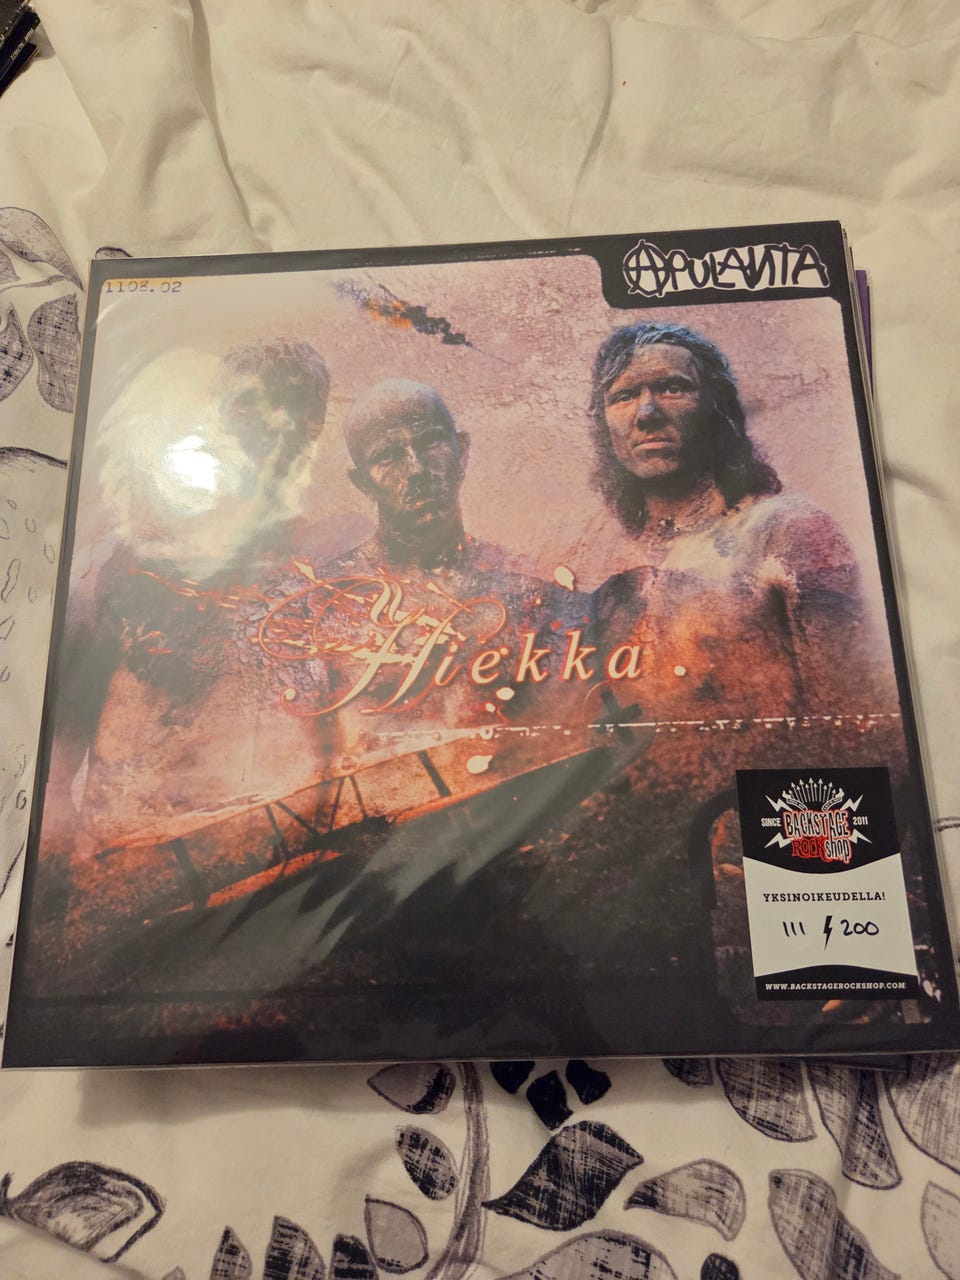 APULANTA
1108.02
Hiekka
SINCE BACKSTAGE 2011
ROCK shop
YKSINOIKEUDELLA!
111 / 200
WWW.BACKSTAGEROCKSHOP.COM